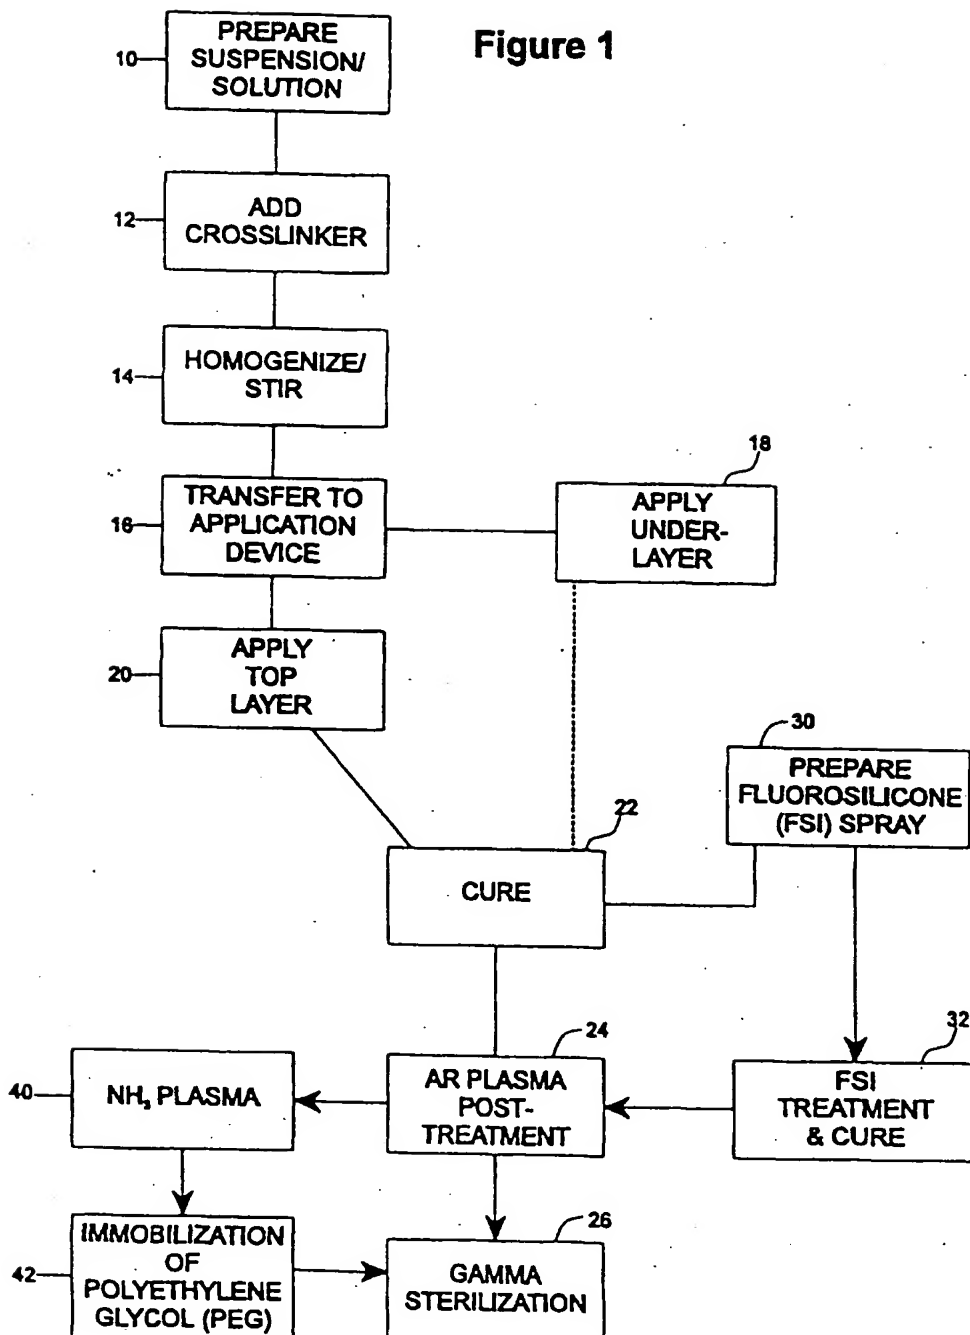 Figure 1
10
PREPARE
SUSPENSION/
SOLUTION
12
ADD
CROSSLINKER
14
HOMOGENIZE/
STIR
16
TRANSFER TO
APPLICATION
DEVICE
18
APPLY
UNDER-
LAYER
20
APPLY
TOP
LAYER
30
PREPARE
FLUOROSILICONE
(FSI) SPRAY
22
CURE
24
AR PLASMA
POST-
TREATMENT
32
FSI
TREATMENT
& CURE
40
NH₃ PLASMA
42
IMMOBILIZATION
OF
POLYETHYLENE
GLYCOL (PEG)
26
GAMMA
STERILIZATION